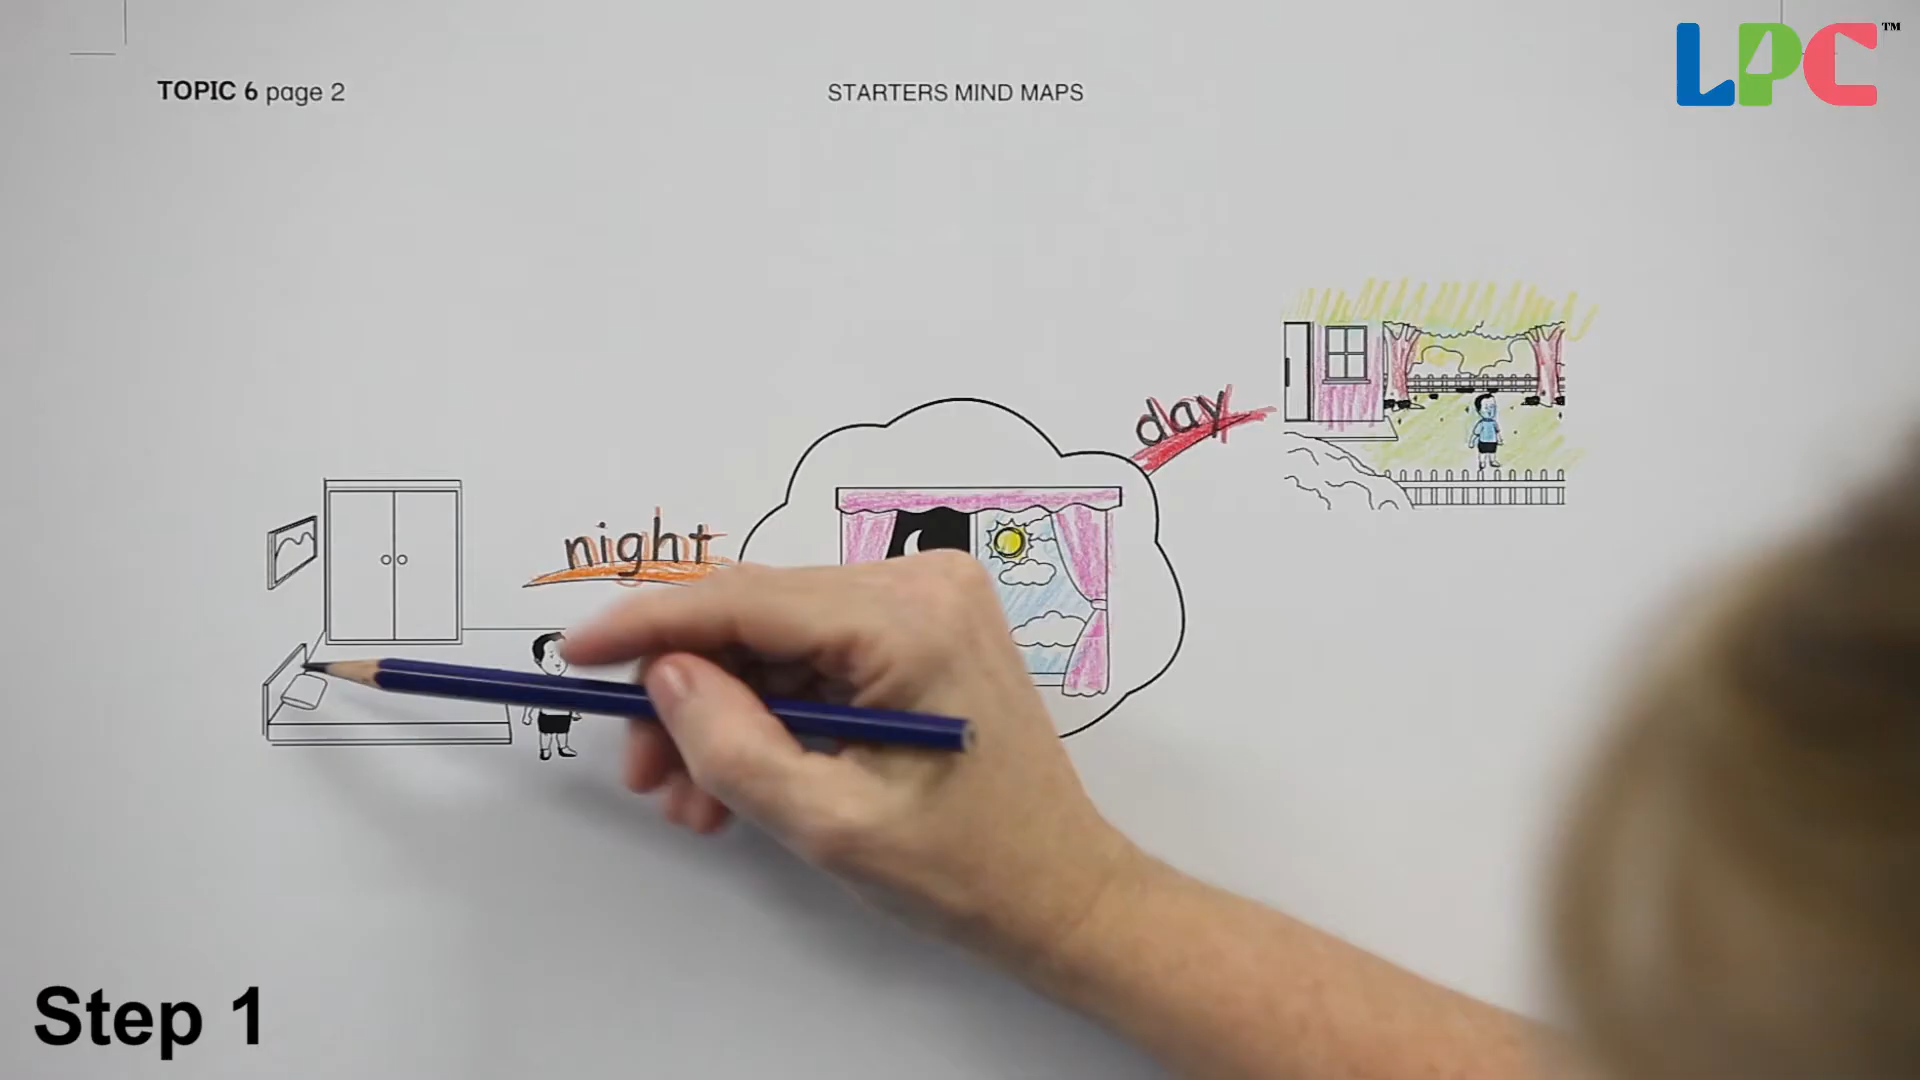 LPC™
TOPIC 6 page 2
STARTERS MIND MAPS
day
night
Step 1